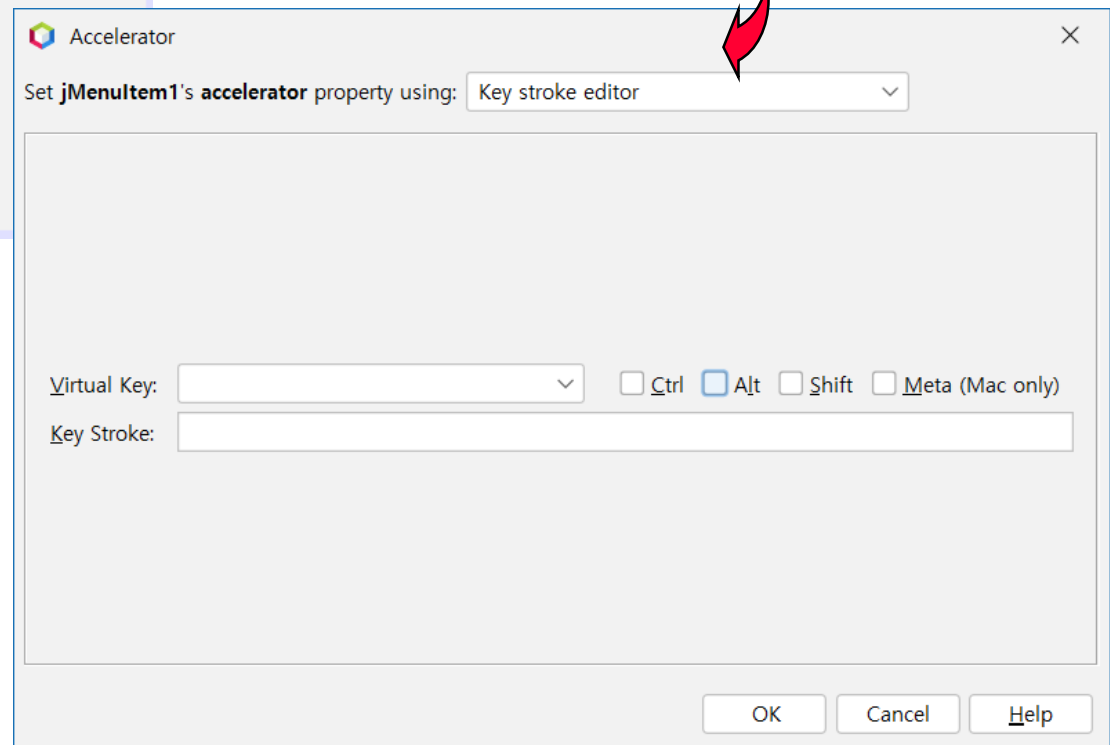 Accelerator
Set jMenuItem1's accelerator property using: Key stroke editor
Virtual Key: Ctrl Alt Shift Meta (Mac only)
Key Stroke:
OK Cancel Help